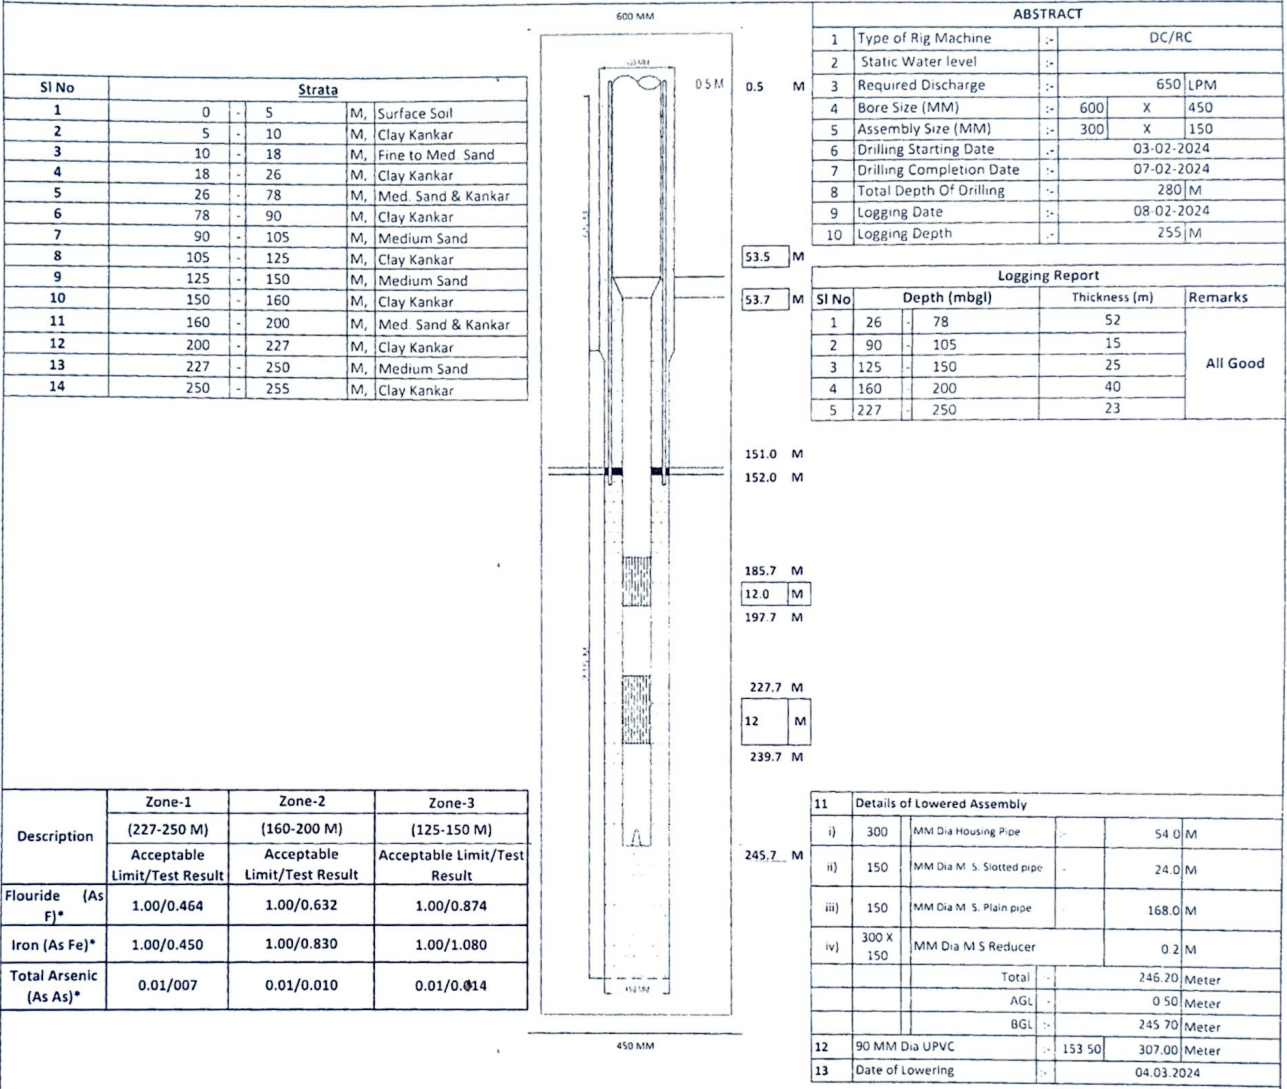 600 MM
0.5 M
0.5 M
Sl No Strata
1 0 - 5 M, Surface Soil
2 5 - 10 M, Clay Kankar
3 10 - 18 M, Fine to Med Sand
4 18 - 26 M, Clay Kankar
5 26 - 78 M, Med. Sand & Kankar
6 78 - 90 M, Clay Kankar
7 90 - 105 M, Medium Sand
8 105 - 125 M, Clay Kankar
9 125 - 150 M, Medium Sand
10 150 - 160 M, Clay Kankar
11 160 - 200 M, Med. Sand & Kankar
12 200 - 227 M, Clay Kankar
13 227 - 250 M, Medium Sand
14 250 - 255 M, Clay Kankar
ABSTRACT
1 Type of Rig Machine :- DC/RC
2 Static Water level :-
3 Required Discharge :- 650 LPM
4 Bore Size (MM) :- 600 X 450
5 Assembly Size (MM) :- 300 X 150
6 Drilling Starting Date :- 03-02-2024
7 Drilling Completion Date :- 07-02-2024
8 Total Depth Of Drilling :- 280 M
9 Logging Date :- 08-02-2024
10 Logging Depth :- 255 M
53.5 M
53.7 M
Logging Report
Sl No Depth (mbgl) Thickness (m) Remarks
1 26 - 78 52
2 90 - 105 15
3 125 - 150 25
All Good
4 160 - 200 40
5 227 - 250 23
151.0 M
152.0 M
185.7 M
12.0 M
197.7 M
227.7 M
12 M
239.7 M
245.7 M
450 MM
450 MM
Description
Zone-1 Zone-2 Zone-3
(227-250 M) (160-200 M) (125-150 M)
Acceptable Limit/Test Result Acceptable Limit/Test Result Acceptable Limit/Test Result
Flouride (As F)* 1.00/0.464 1.00/0.632 1.00/0.874
Iron (As Fe)* 1.00/0.450 1.00/0.830 1.00/1.080
Total Arsenic (As As)* 0.01/007 0.01/0.010 0.01/0.014
11 Details of Lowered Assembly
i) 300 MM Dia Housing Pipe :- 54.0 M
ii) 150 MM Dia M. S. Slotted pipe - 24.0 M
iii) 150 MM Dia M S. Plain pipe - 168.0 M
iv) 300 X 150 MM Dia M S Reducer 0.2 M
Total - 246.20 Meter
AGL - 0.50 Meter
BGL :- 245.70 Meter
12 90 MM Dia UPVC :- 153.50 307.00 Meter
13 Date of Lowering :- 04.03.2024